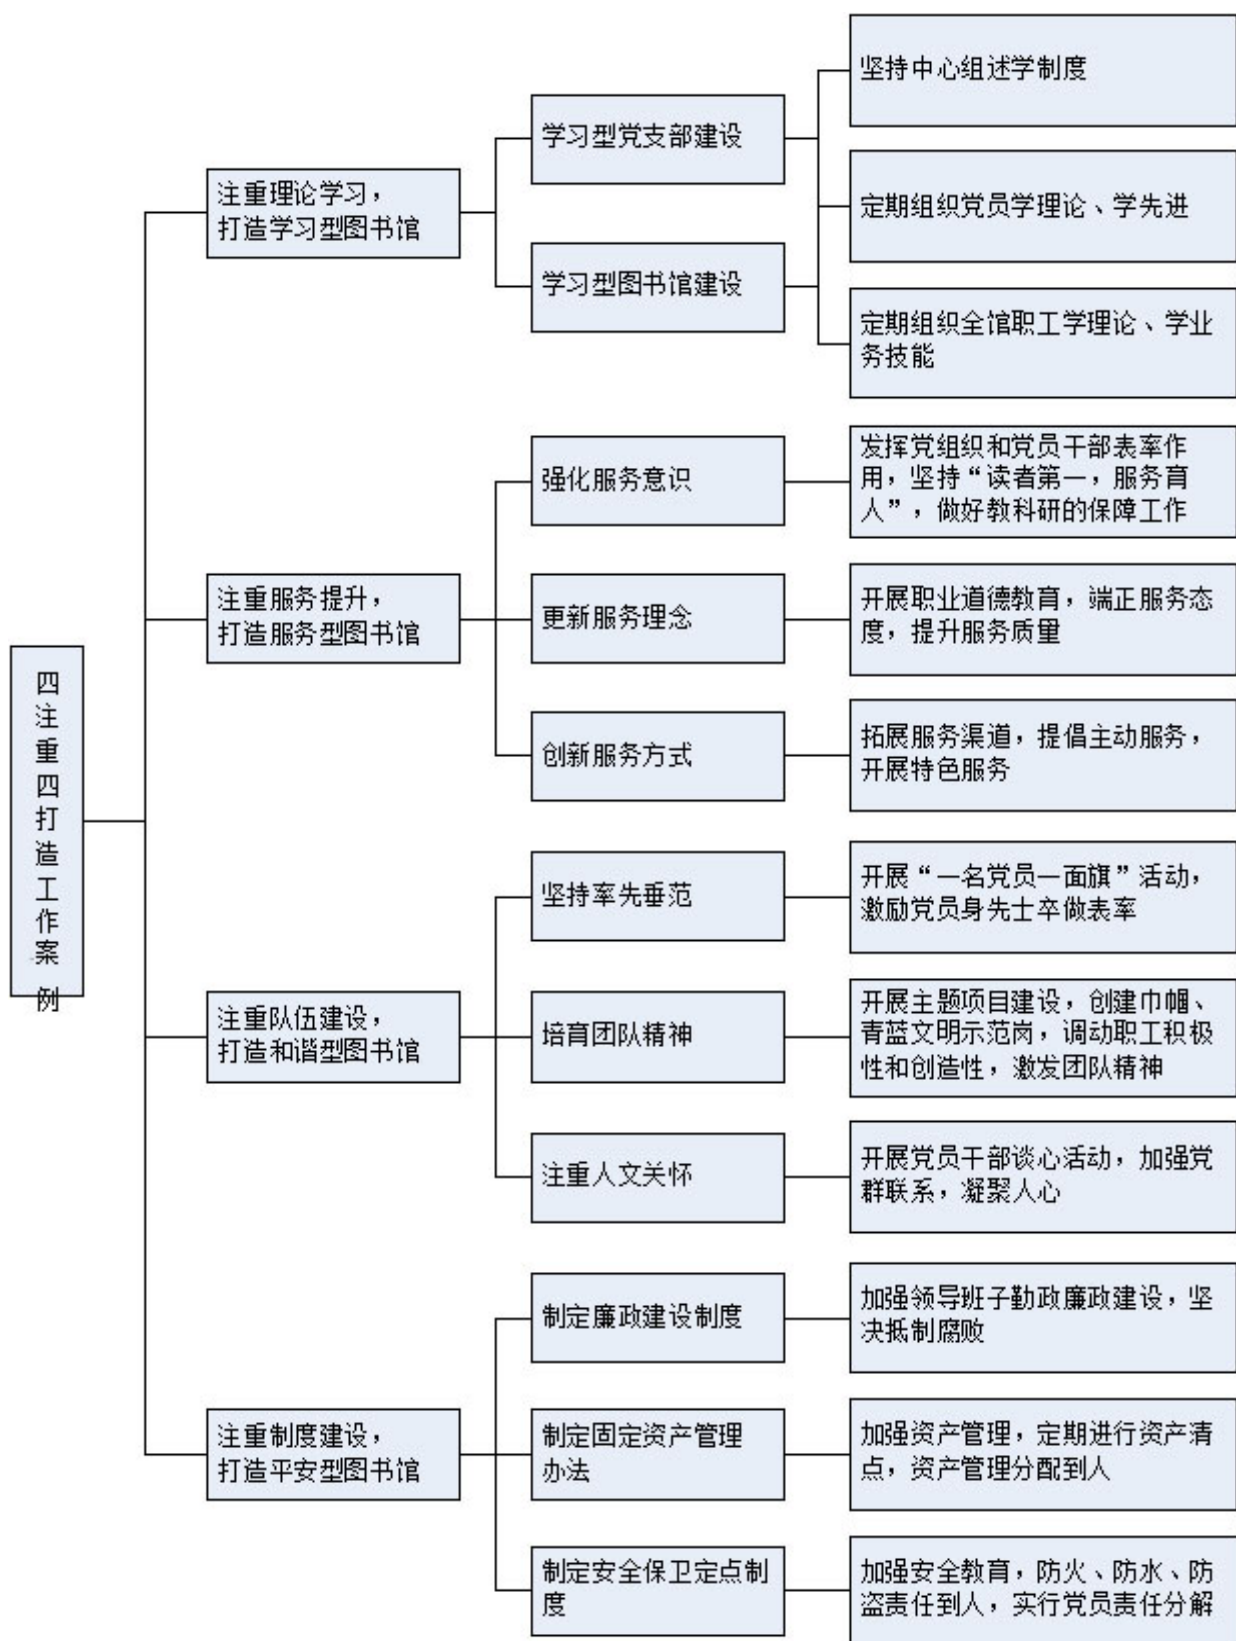 四注重四打造工作案例
注重理论学习，
打造学习型图书馆
学习型党支部建设
学习型图书馆建设
坚持中心组述学制度
定期组织党员学理论、学先进
定期组织全馆职工学理论、学业
务技能
注重服务提升，
打造服务型图书馆
强化服务意识
发挥党组织和党员干部表率作
用，坚持“读者第一，服务育
人”，做好教科研的保障工作
更新服务理念
开展职业道德教育，端正服务态
度，提升服务质量
创新服务方式
拓展服务渠道，提倡主动服务，
开展特色服务
注重队伍建设，
打造和谐型图书馆
坚持率先垂范
开展“一名党员一面旗”活动，
激励党员身先士卒做表率
培育团队精神
开展主题项目建设，创建巾帼、
青蓝文明示范岗，调动职工积极
性和创造性，激发团队精神
注重人文关怀
开展党员干部谈心活动，加强党
群联系，凝聚人心
注重制度建设，
打造平安型图书馆
制定廉政建设制度
加强领导班子勤政廉政建设，坚
决抵制腐败
制定固定资产管理
办法
加强资产管理，定期进行资产清
点，资产管理分配到人
制定安全保卫定点制
度
加强安全教育，防火、防水、防
盗责任到人，实行党员责任分解